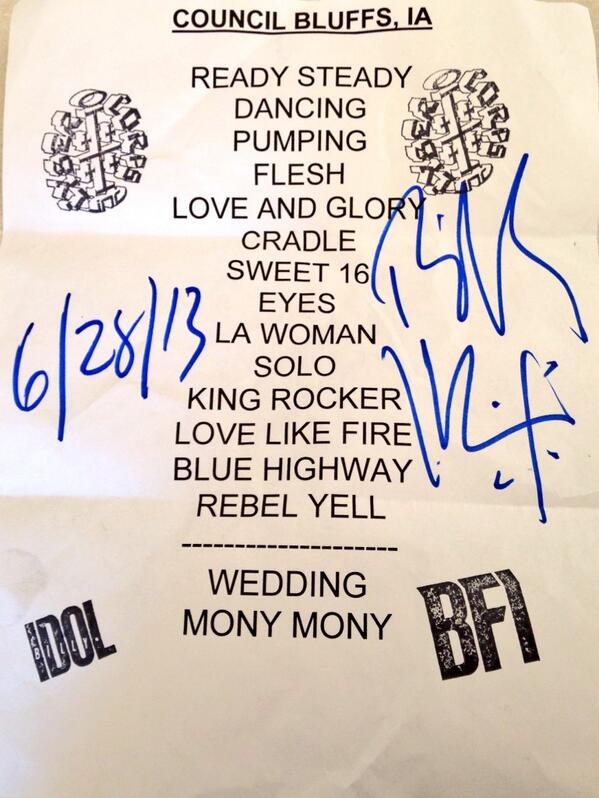 COUNCIL BLUFFS, IA
READY STEADY
DANCING
PUMPING
FLESH
LOVE AND GLORY
CRADLE
SWEET 16
EYES
LA WOMAN
6/28/13
SOLO
KING ROCKER
LOVE LIKE FIRE
BLUE HIGHWAY
REBEL YELL
--------------------
WEDDING
MONY MONY
IDOL
BILLY
BFI